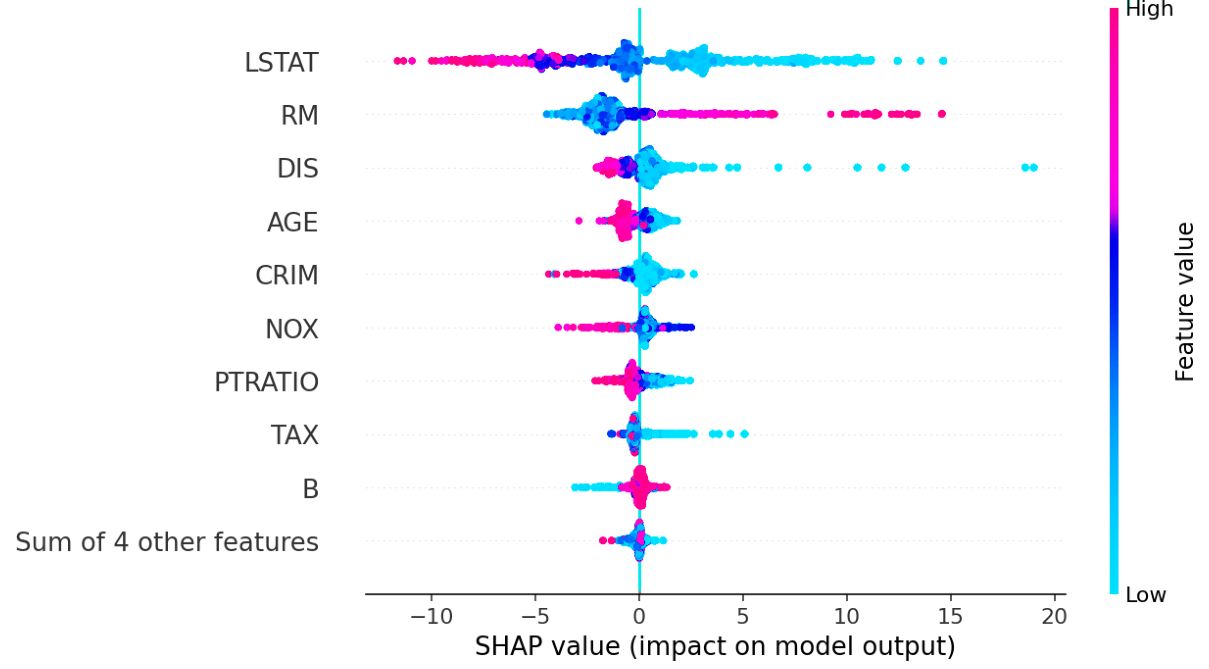 High
LSTAT
RM
DIS
AGE
CRIM
NOX
PTRATIO
TAX
B
Sum of 4 other features
Feature value
Low
−10 −5 0 5 10 15 20
SHAP value (impact on model output)